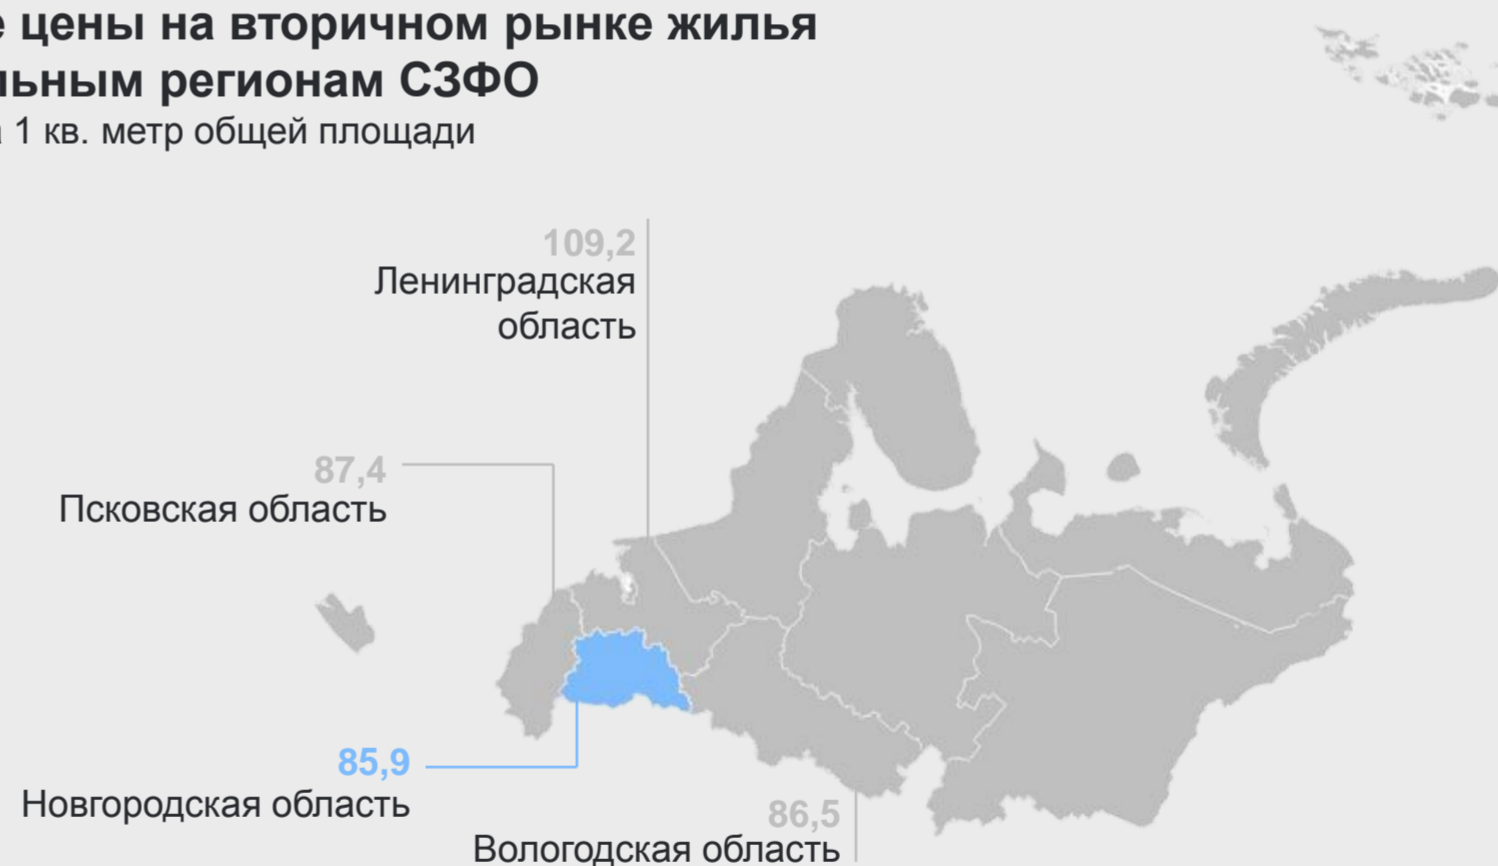 е цены на вторичном рынке жилья
льным регионам СЗФО
1 кв. метр общей площади
109,2
Ленинградская
область
87,4
Псковская область
85,9
Новгородская область
86,5
Вологодская область